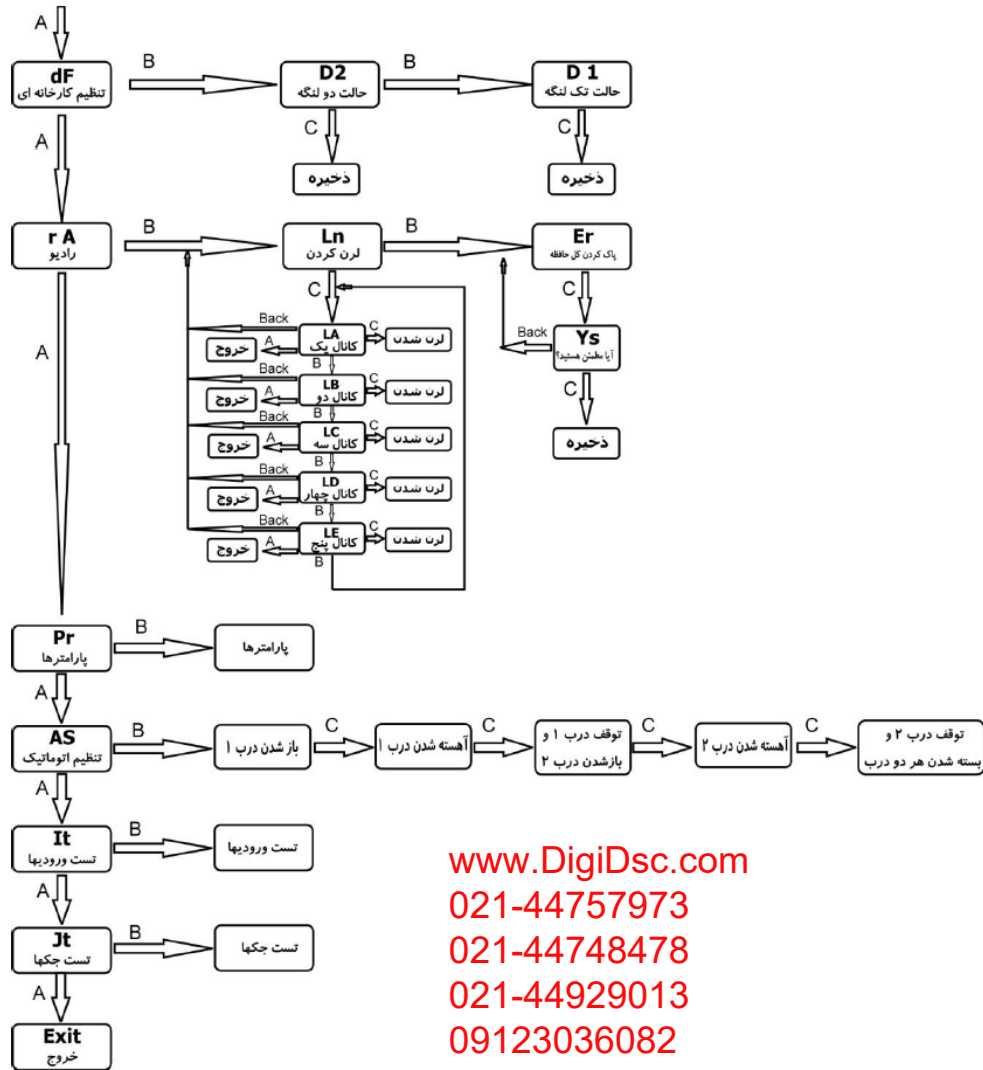 A
dF
تنظیم کارخانه ای
B
D2
حالت دو لنگه
B
D 1
حالت تک لنگه
C
ذخیره
C
ذخیره
A
r A
رادیو
B
Ln
لرن کردن
B
Er
پاک کردن کل حافظه
C
C
Back
LA
کانال یک
C
لرن شدن
A
خروج
B
Back
Ys
آیا مطمئن هستید؟
C
ذخیره
Back
LB
کانال دو
C
لرن شدن
A
خروج
B
Back
LC
کانال سه
C
لرن شدن
A
خروج
B
Back
LD
کانال چهار
C
لرن شدن
A
خروج
B
Back
LE
کانال پنج
C
لرن شدن
A
خروج
B
A
Pr
پارامترها
B
پارامترها
A
AS
تنظیم اتوماتیک
B
باز شدن درب ۱
C
آهسته شدن درب ۱
C
توقف درب ۱ و
بازشدن درب ۲
C
آهسته شدن درب ۲
C
توقف درب ۲ و
بسته شدن هر دو درب
A
It
تست ورودیها
B
تست ورودیها
A
Jt
تست جکها
B
تست جکها
A
Exit
خروج
www.DigiDsc.com
021-44757973
021-44748478
021-44929013
09123036082